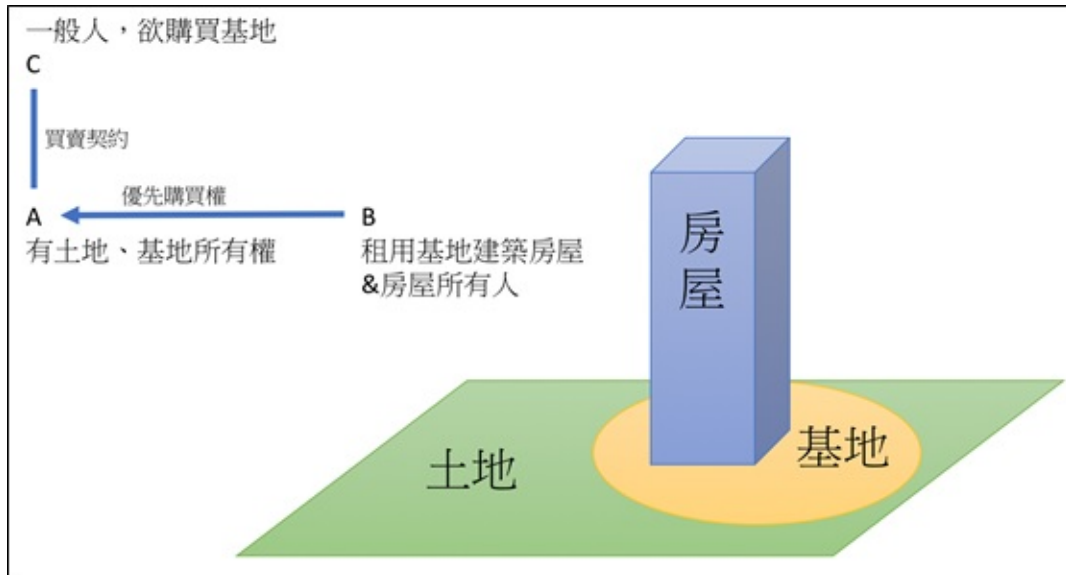 一般人，欲購買基地
C
買賣契約
優先購買權
A
B
有土地、基地所有權
租用基地建築房屋
&房屋所有人
房
屋
土地
基地